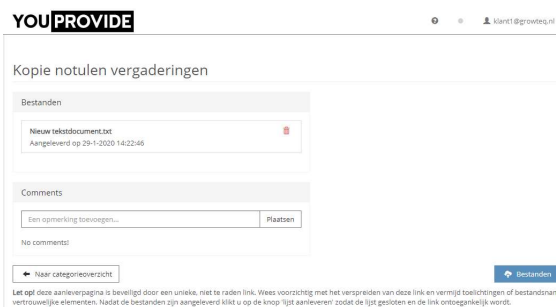 YOUPROVIDE
klant1@growteq.nl
Kopie notulen vergaderingen
Bestanden
Nieuw tekstdocument.txt
Aangeleverd op 29-1-2020 14:22:46
Comments
Een opmerking toevoegen...
Plaatsen
No comments!
Naar categorieoverzicht
Bestanden
Let op! deze aanleverpagina is beveiligd door een unieke, niet te raden link. Wees voorzichtig met het verspreiden van deze link en vermijd toelichtingen of bestandsnam
vertrouwelijke elementen. Nadat de bestanden zijn aangeleverd klikt u op de knop 'lijst aanleveren' zodat de lijst gesloten en de link ontoegankelijk wordt.